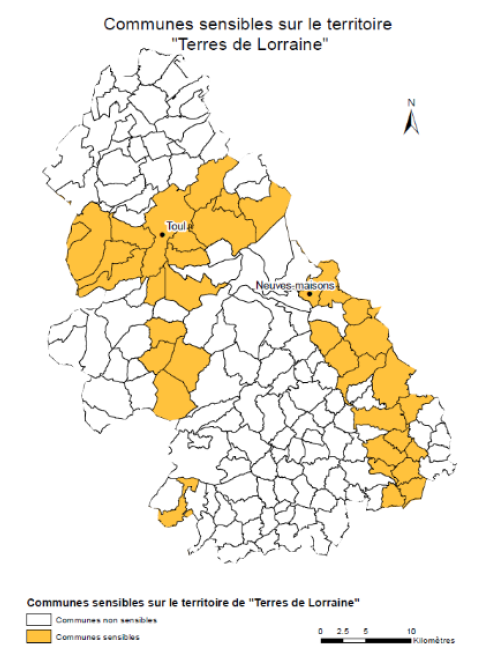 Communes sensibles sur le territoire
"Terres de Lorraine"
N
Toul
Neuves-maisons
Communes sensibles sur le territoire de "Terres de Lorraine"
Communes non sensibles
Communes sensibles
0 2.5 5 10
Kilomètres